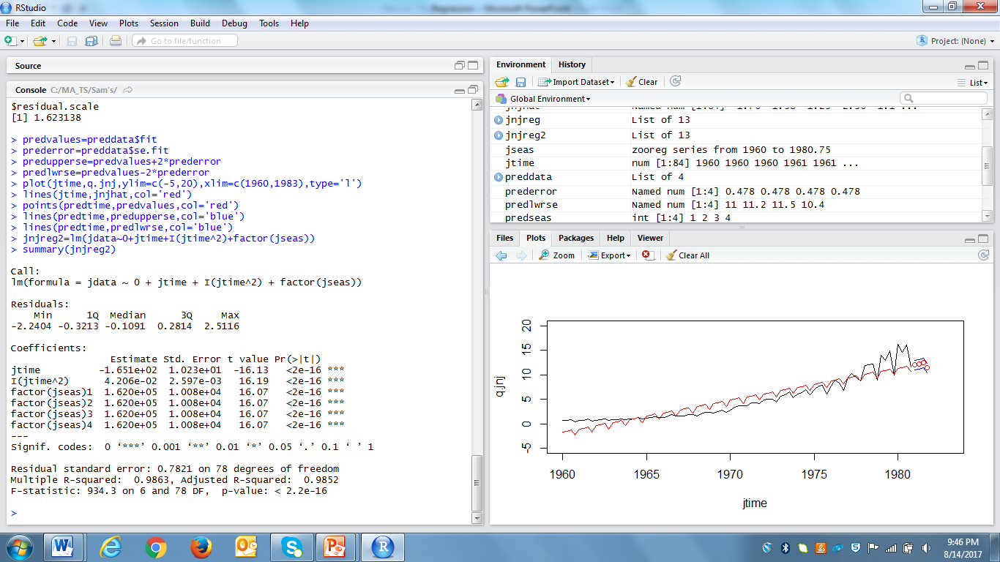 RStudio
Regression - Microsoft PowerPoint
File Edit Code View Plots Session Build Debug Tools Help
Go to file/function
Project: (None)
Source
Console C:/MA_TS/Sam's/
$residual.scale
[1] 1.623138
> predvalues=preddata$fit
> prederror=preddata$se.fit
> predupperse=predvalues+2*prederror
> predlwrse=predvalues-2*prederror
> plot(jtime,q.jnj,ylim=c(-5,20),xlim=c(1960,1983),type='l')
> lines(jtime,jnjhat,col='red')
> points(predtime,predvalues,col='red')
> lines(predtime,predupperse,col='blue')
> lines(predtime,predlwrse,col='blue')
> jnjreg2=lm(jdata~0+jtime+I(jtime^2)+factor(jseas))
> summary(jnjreg2)
Call:
lm(formula = jdata ~ 0 + jtime + I(jtime^2) + factor(jseas))
Residuals:
Min 1Q Median 3Q Max
-2.2404 -0.3213 -0.1091 0.2814 2.5116
Coefficients:
Estimate Std. Error t value Pr(>|t|)
jtime -1.651e+02 1.023e+01 -16.13 <2e-16 ***
I(jtime^2) 4.206e-02 2.597e-03 16.19 <2e-16 ***
factor(jseas)1 1.620e+05 1.008e+04 16.07 <2e-16 ***
factor(jseas)2 1.620e+05 1.008e+04 16.07 <2e-16 ***
factor(jseas)3 1.620e+05 1.008e+04 16.07 <2e-16 ***
factor(jseas)4 1.620e+05 1.008e+04 16.07 <2e-16 ***
---
Signif. codes: 0 ‘***’ 0.001 ‘**’ 0.01 ‘*’ 0.05 ‘.’ 0.1 ‘ ’ 1
Residual standard error: 0.7821 on 78 degrees of freedom
Multiple R-squared: 0.9863, Adjusted R-squared: 0.9852
F-statistic: 934.3 on 6 and 78 DF, p-value: < 2.2e-16
>
Environment History
Import Dataset Clear List
Global Environment
jnjhat Named num [1:84]
jnjreg List of 13
jnjreg2 List of 13
jseas zooreg series from 1960 to 1980.75
jtime num [1:84] 1960 1960 1960 1961 1961 ...
preddata List of 4
prederror Named num [1:4] 0.478 0.478 0.478 0.478
predlwrse Named num [1:4] 11 11.2 11.5 10.4
predseas int [1:4] 1 2 3 4
Files Plots Packages Help Viewer
Zoom Export Clear All
20
15
10
5
0
-5
q.jnj
1960 1965 1970 1975 1980
jtime
9:46 PM
8/14/2017